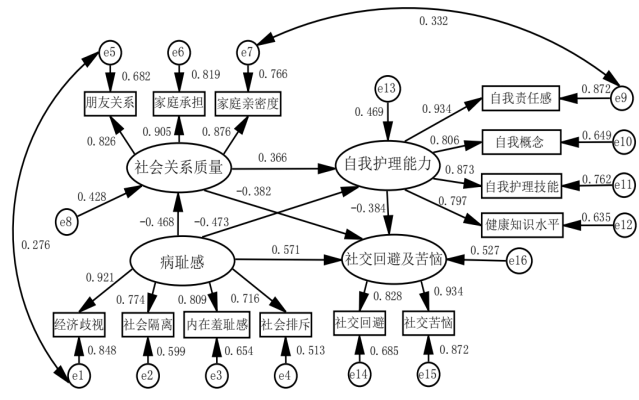 0.332
e5
e6
e7
0.682
0.819
0.766
e13
e9
0.872
朋友关系
家庭承担
家庭亲密度
自我责任感
0.469
0.934
0.826
0.905
0.876
自我概念
0.649
e10
0.806
社会关系质量
0.366
自我护理能力
0.873
自我护理技能
0.762
e11
0.428
-0.382
0.797
e8
-0.468
-0.473
-0.384
健康知识水平
0.635
e12
0.276
病耻感
0.571
社交回避及苦恼
0.527
e16
0.921
0.774
0.809
0.716
0.828
0.934
经济歧视
社会隔离
内在羞耻感
社会排斥
社交回避
社交苦恼
0.848
0.599
0.654
0.513
0.685
0.872
e1
e2
e3
e4
e14
e15